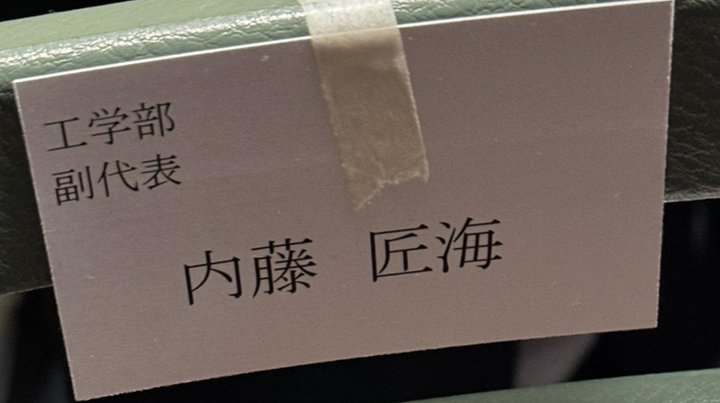 工学部
副代表
内藤　匠海